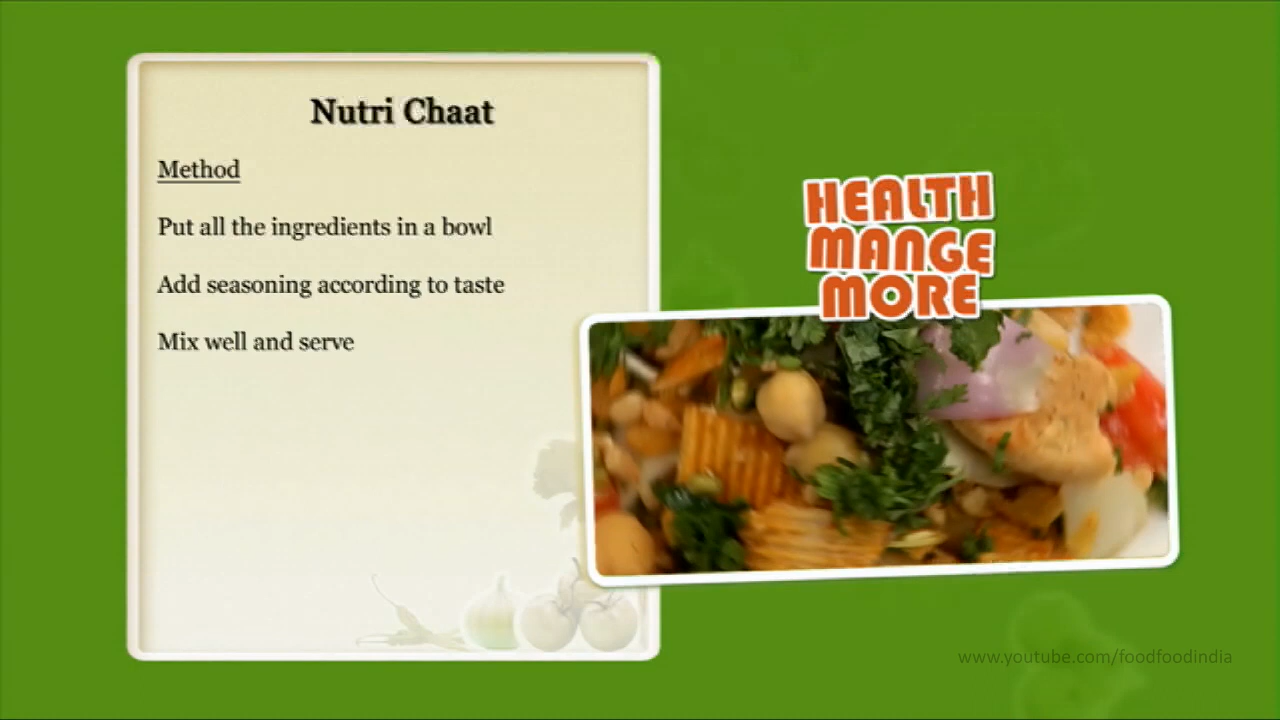 Nutri Chaat
Method
Put all the ingredients in a bowl
Add seasoning according to taste
Mix well and serve
HEALTH
MANGE
MORE
www.youtube.com/foodfoodindia